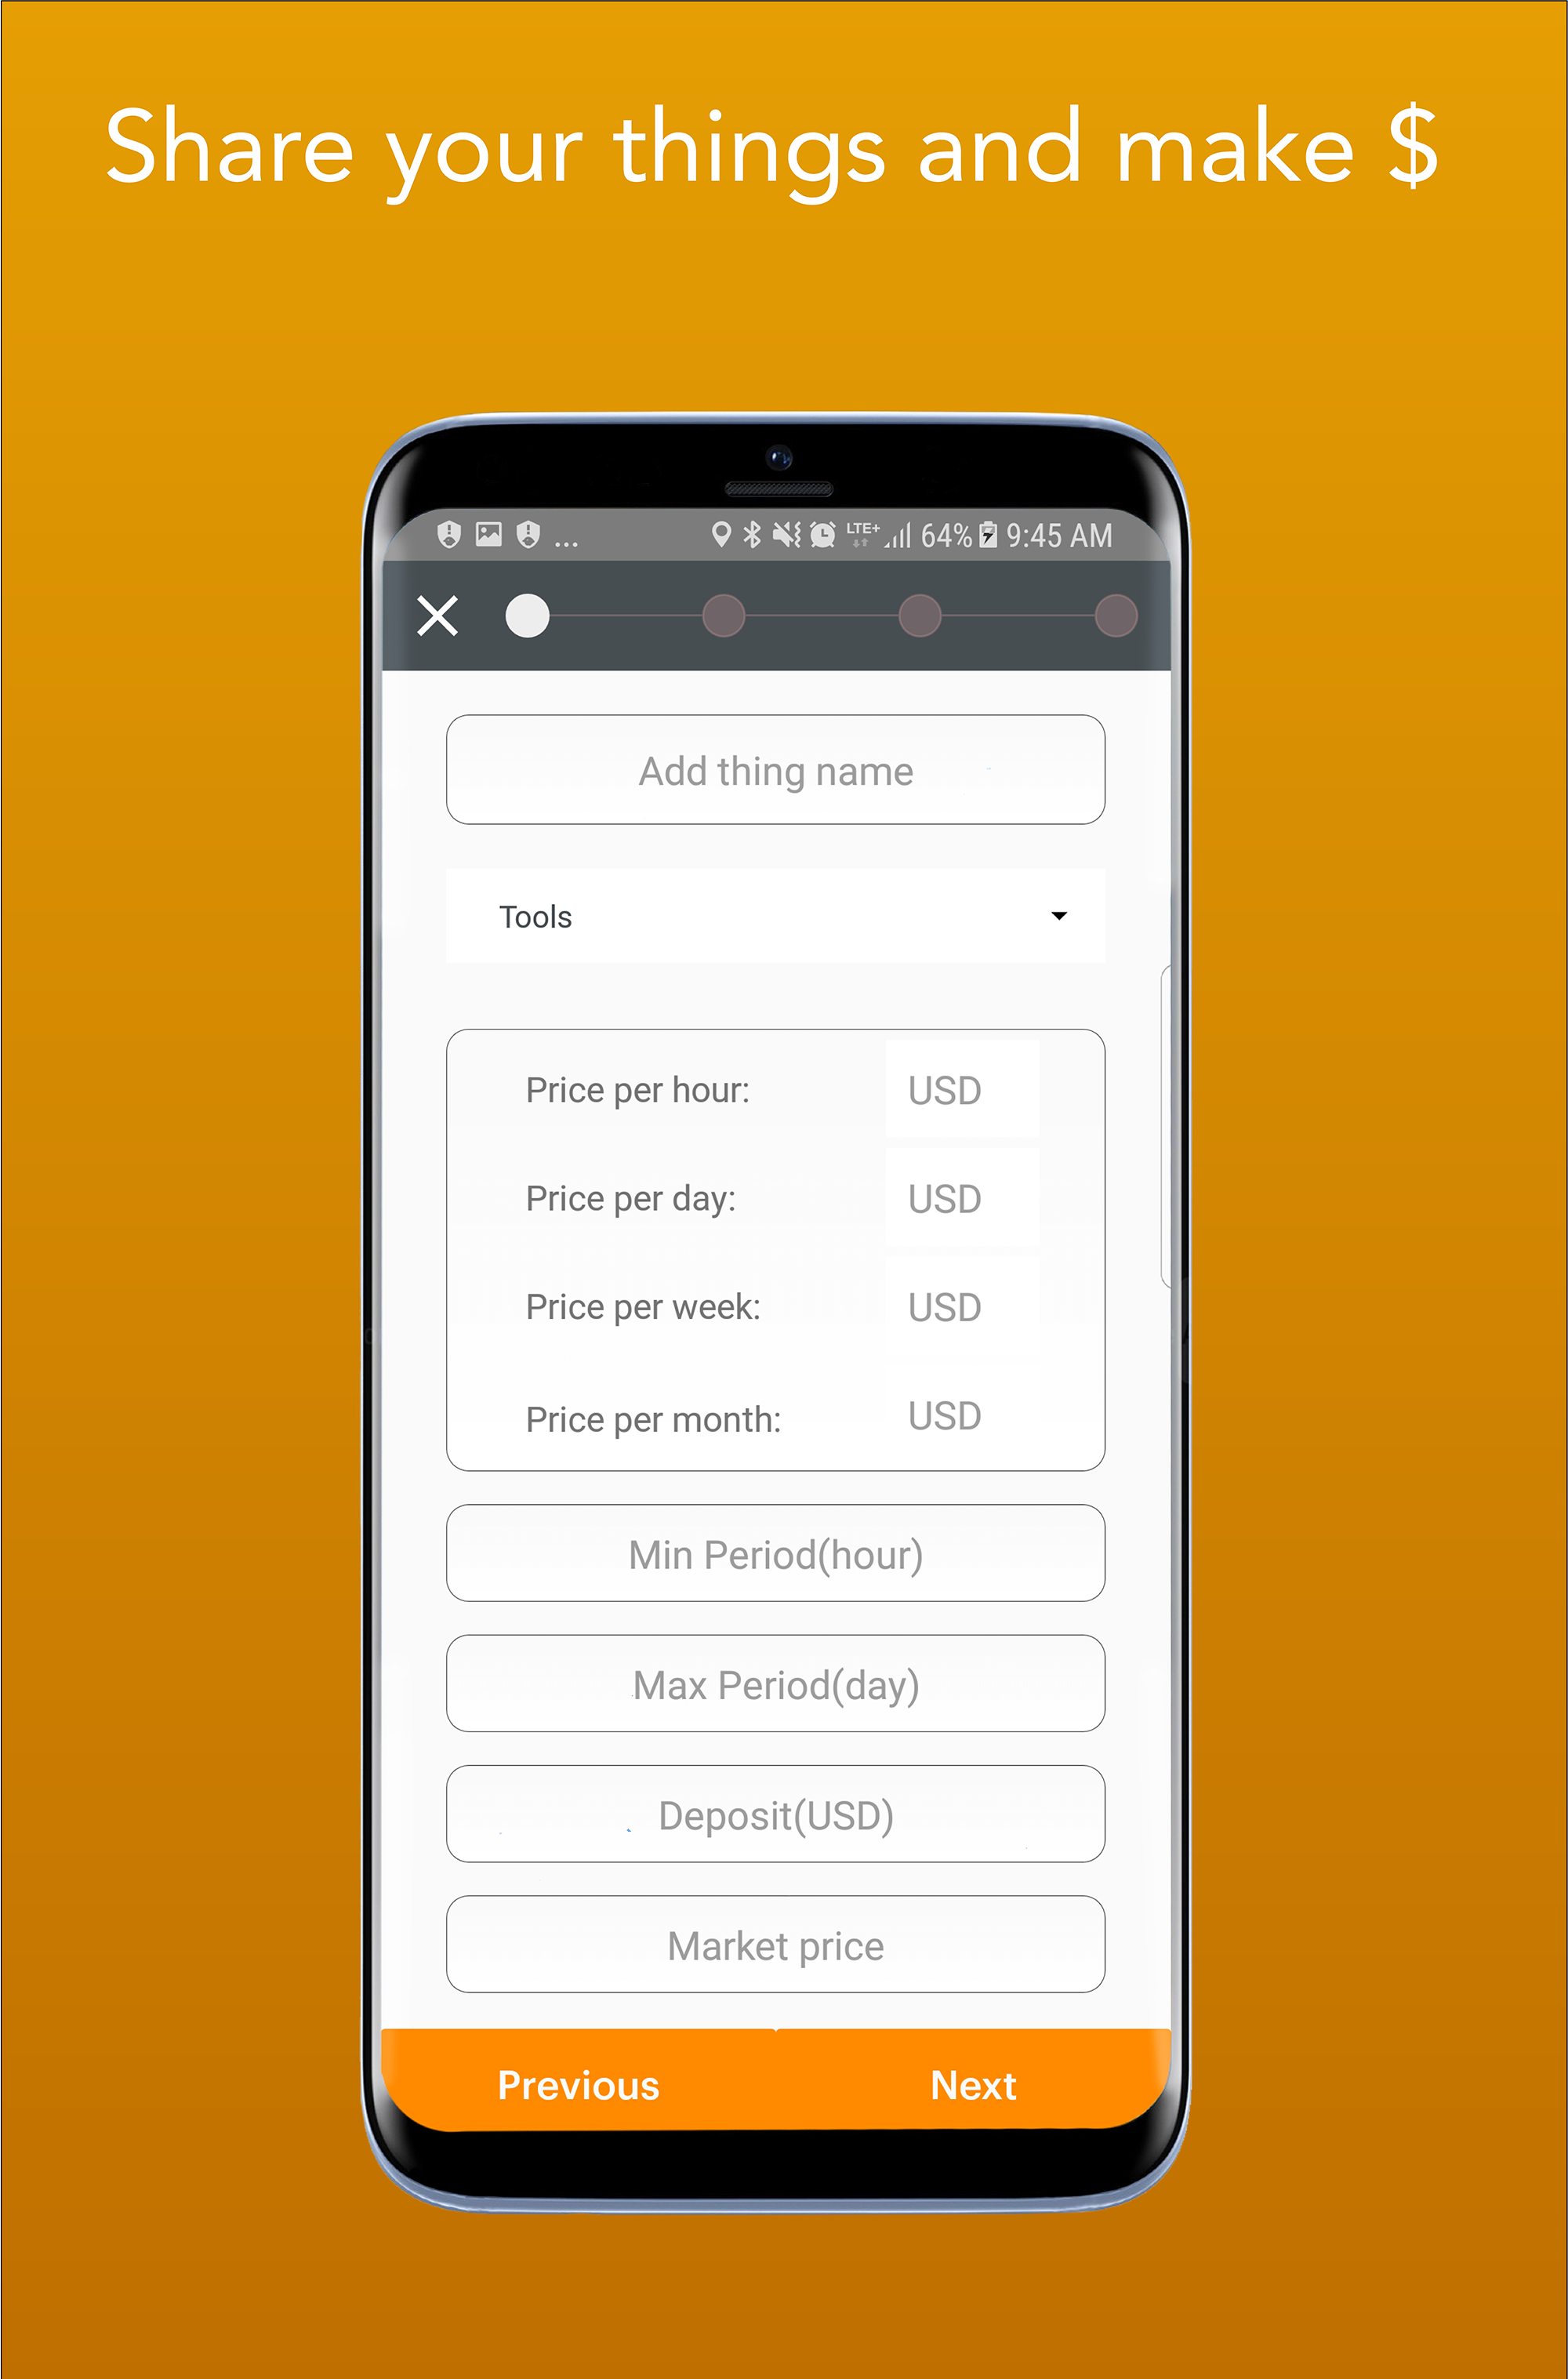 Share your things and make $
... LTE+ 64% 9:45 AM
Add thing name
Tools
Price per hour: USD
Price per day: USD
Price per week: USD
Price per month: USD
Min Period(hour)
Max Period(day)
Deposit(USD)
Market price
Previous Next